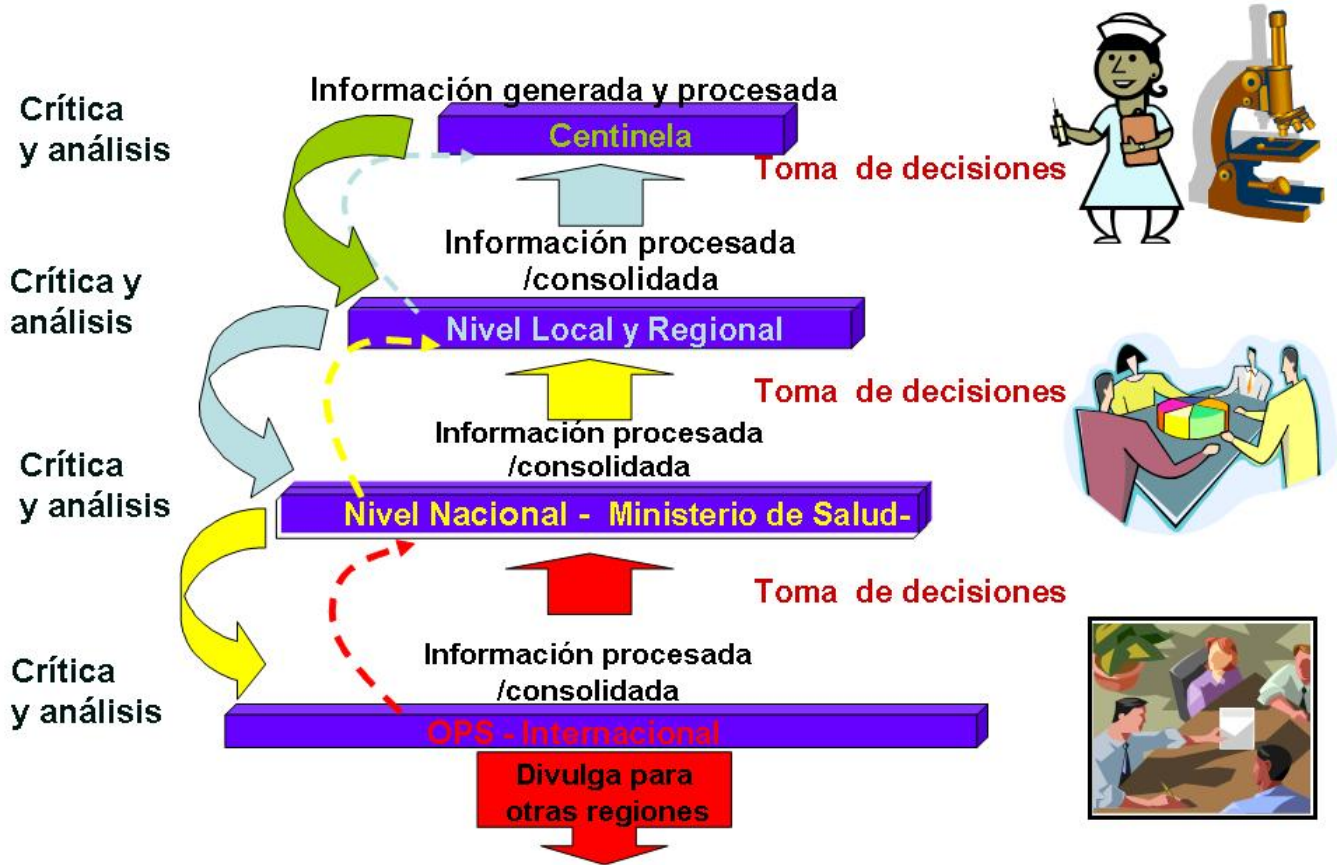 Crítica
y análisis
Información generada y procesada
Centinela
Toma de decisiones
Información procesada
/consolidada
Crítica y
análisis
Nivel Local y Regional
Toma de decisiones
Información procesada
/consolidada
Crítica
y análisis
Nivel Nacional - Ministerio de Salud-
Toma de decisiones
Información procesada
/consolidada
Crítica
y análisis
OPS - Internacional
Divulga para
otras regiones